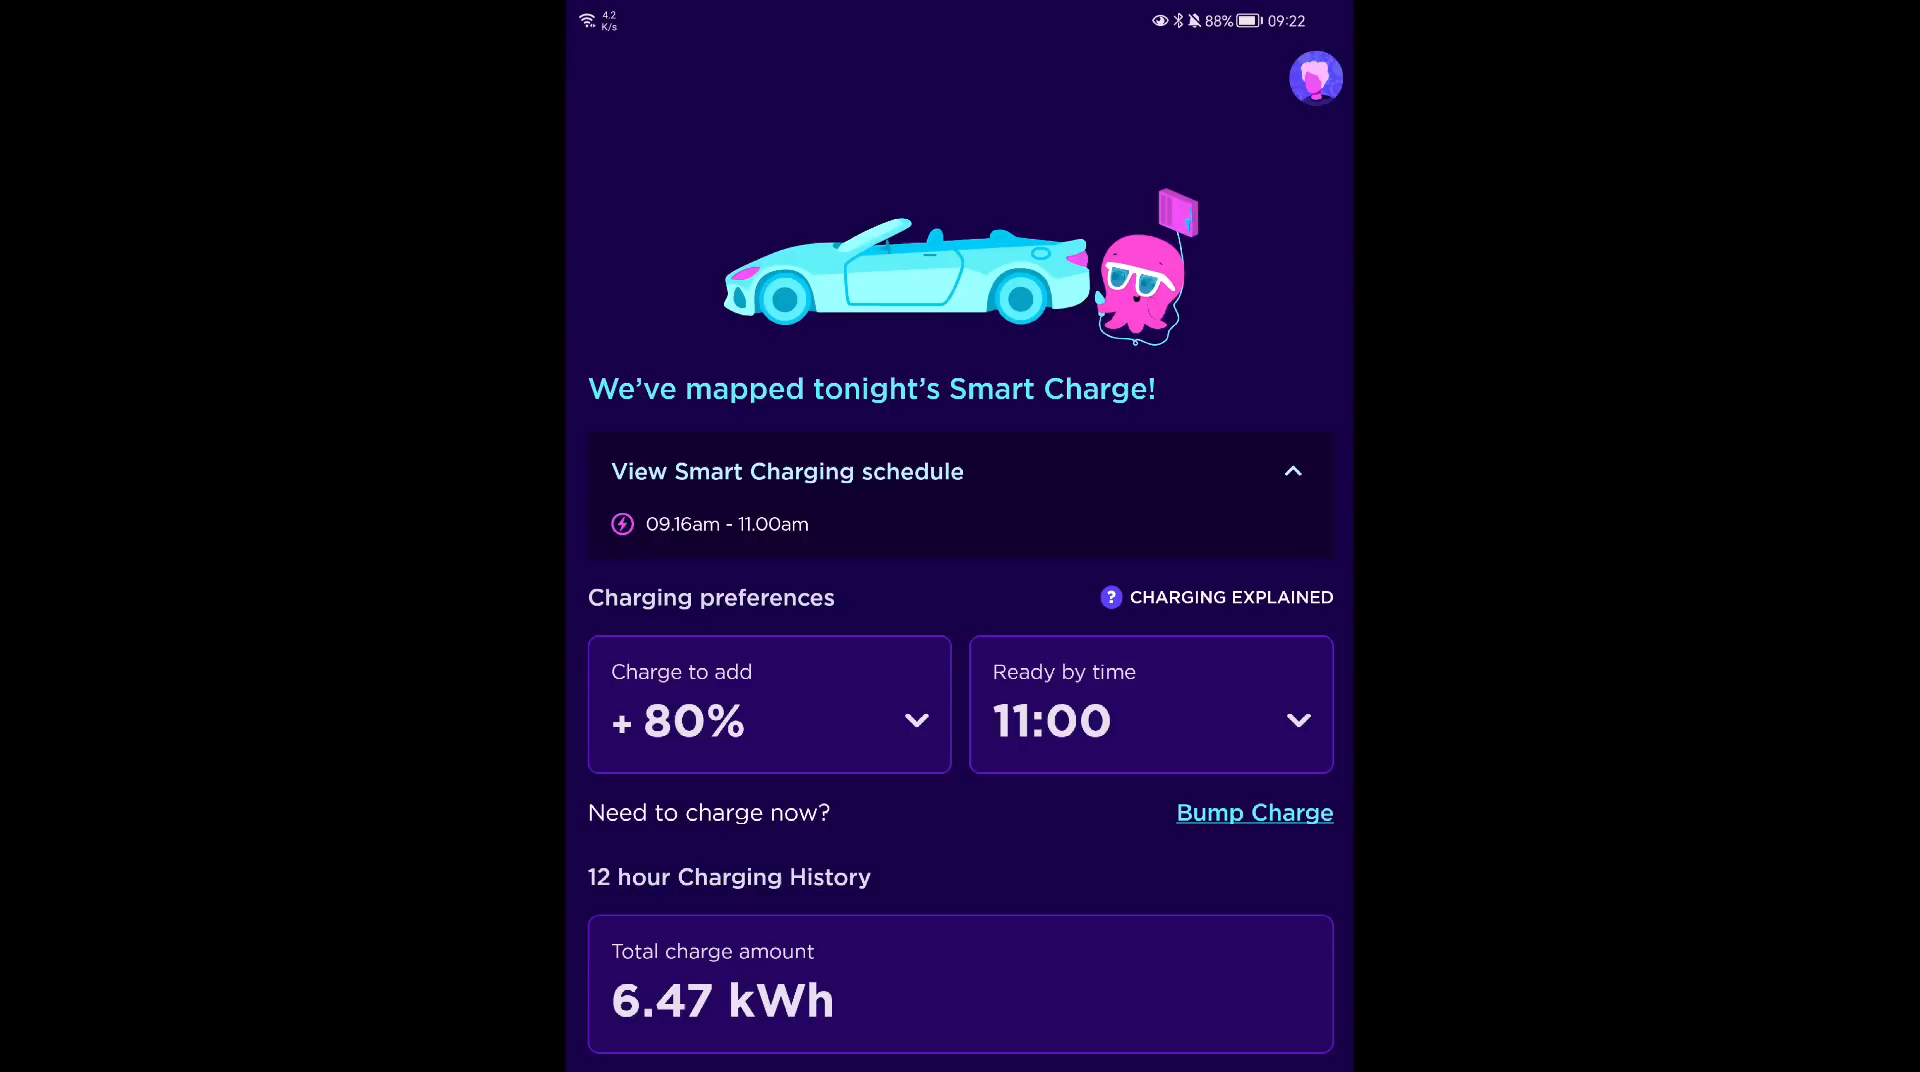 4.2
K/s
88% 09:22
We've mapped tonight's Smart Charge!
View Smart Charging schedule
09.16am - 11.00am
Charging preferences
? CHARGING EXPLAINED
Charge to add
Ready by time
+ 80%
11:00
Need to charge now?
Bump Charge
12 hour Charging History
Total charge amount
6.47 kWh